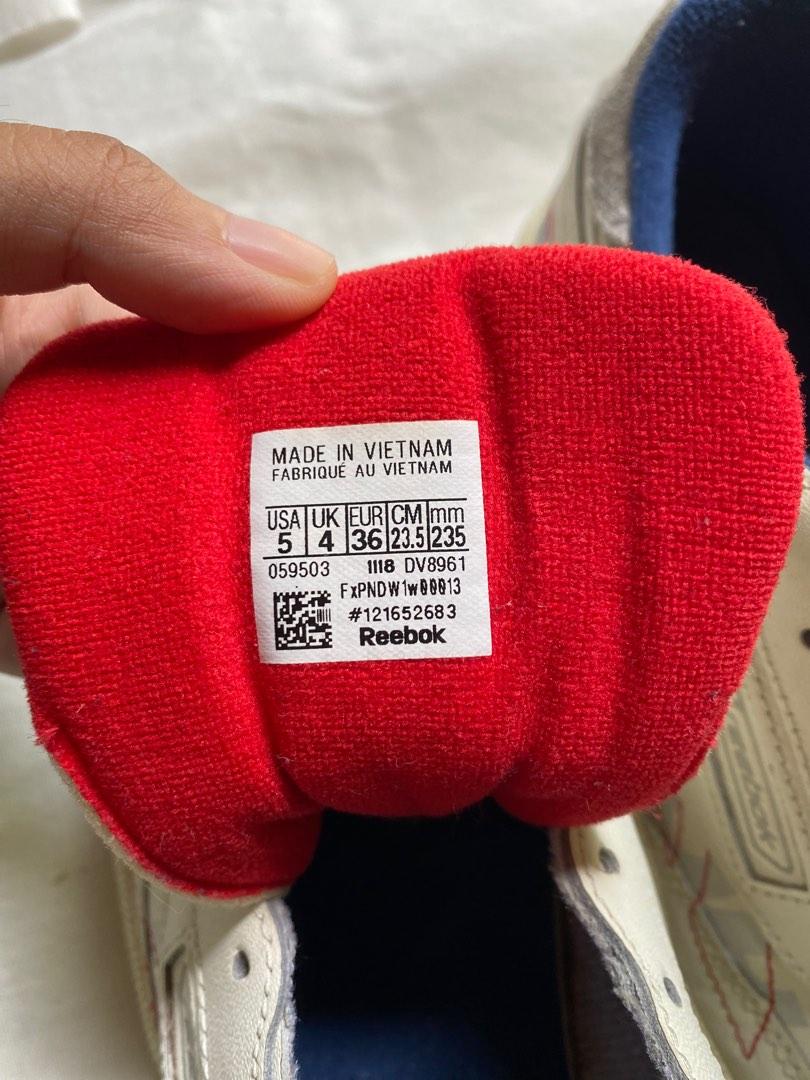 MADE IN VIETNAM
FABRIQUÉ AU VIETNAM
USA UK EUR CM mm
5 4 36 23.5 235
059503 1118 DV8961
FxPNDW1w00013
#121652683
Reebok
Reebok